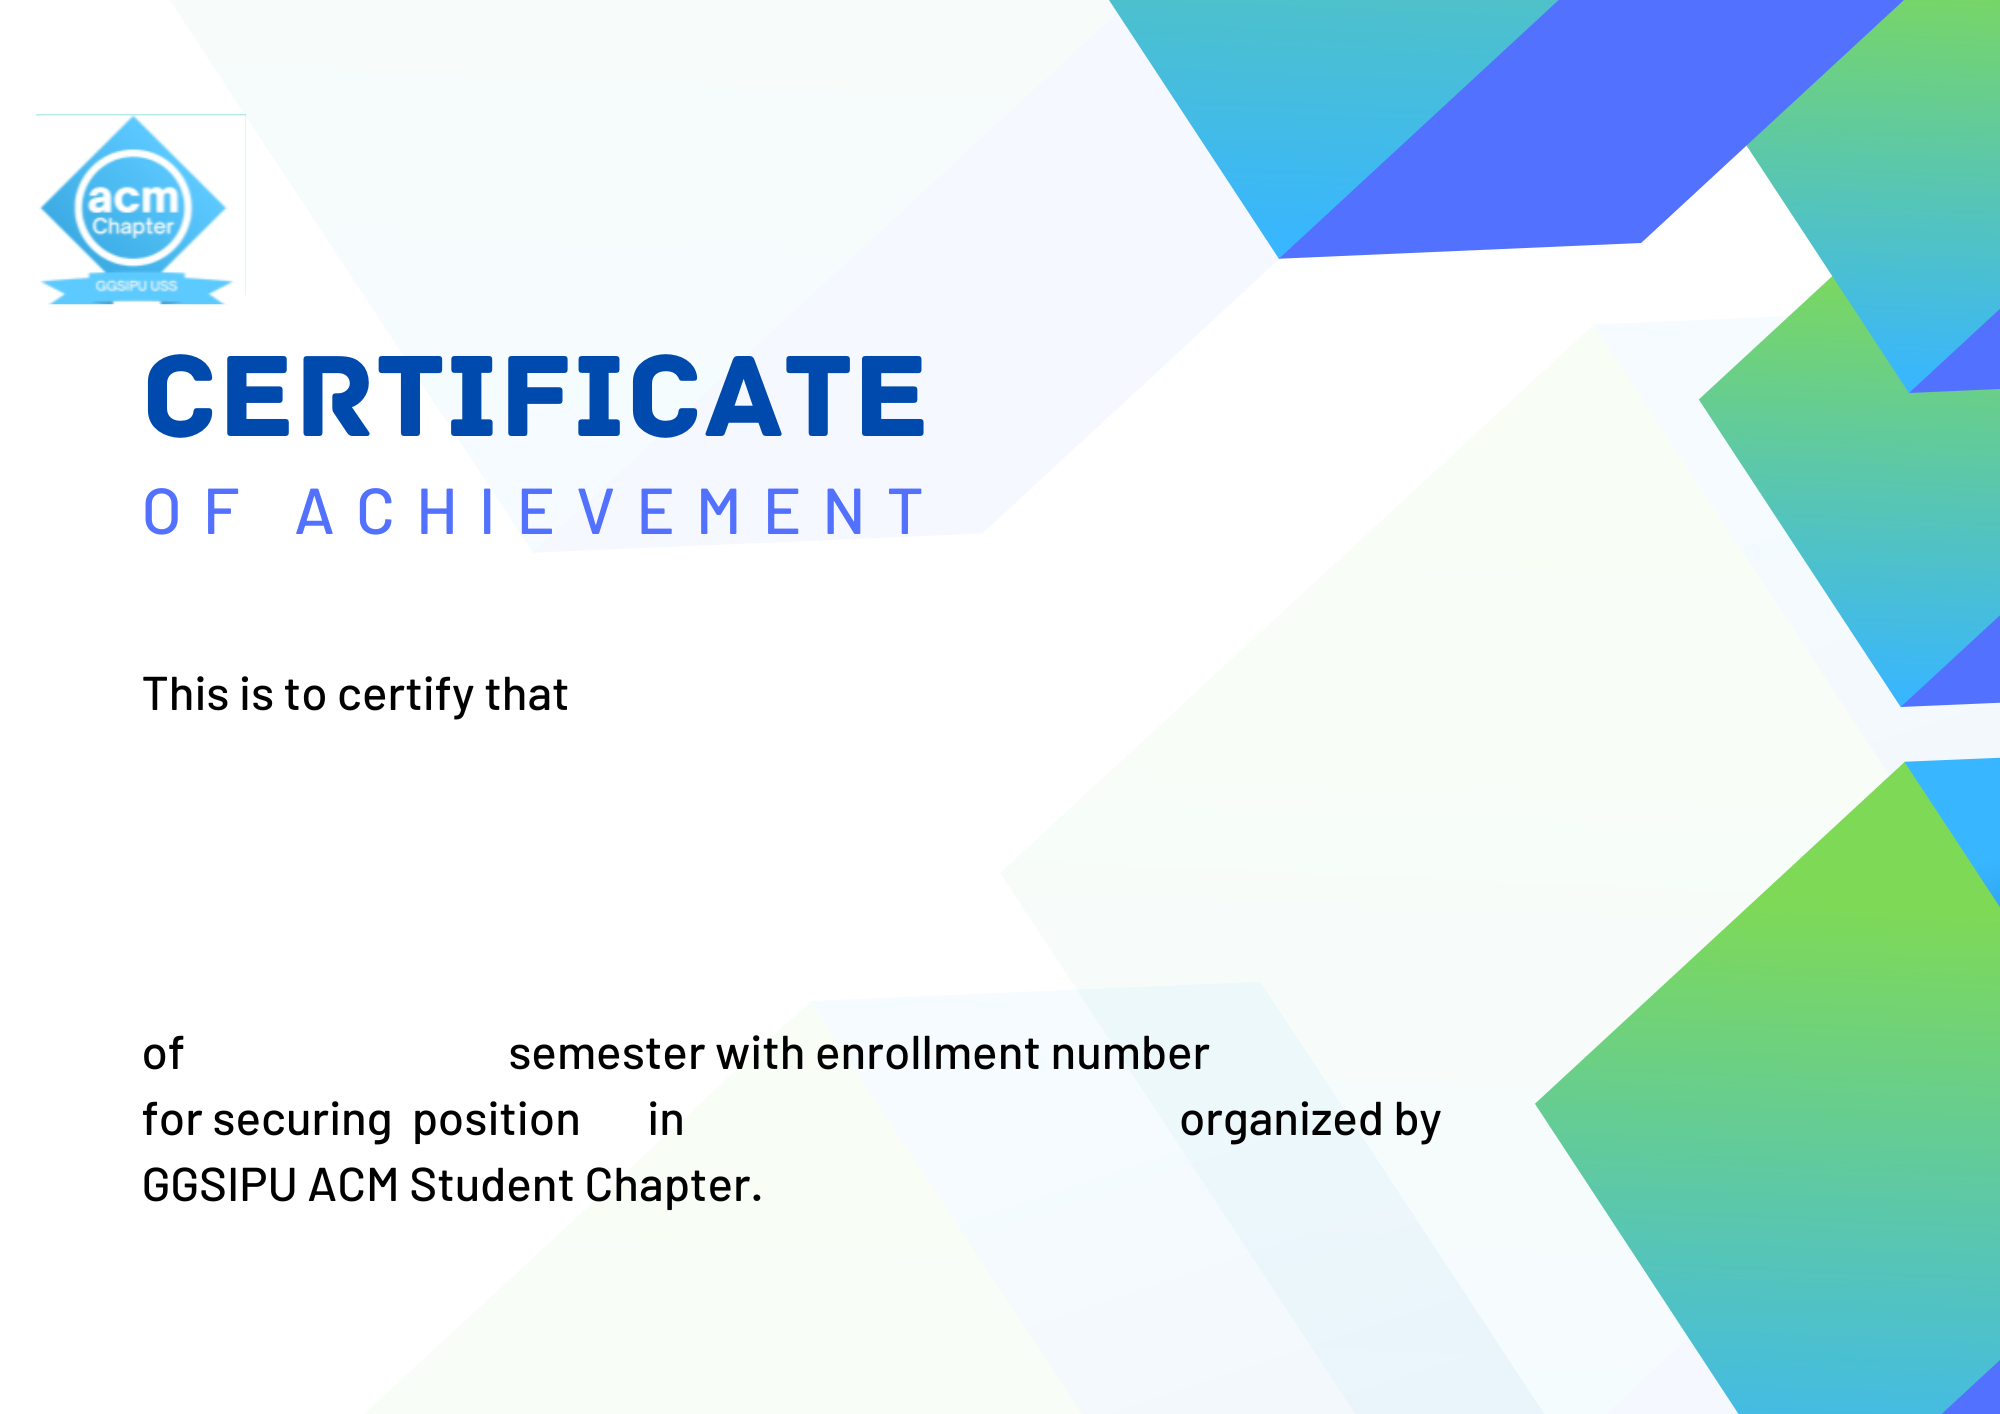 acm
Chapter
GGSIPU USS
CERTIFICATE
OF ACHIEVEMENT
This is to certify that
of semester with enrollment number
for securing position in organized by
GGSIPU ACM Student Chapter.